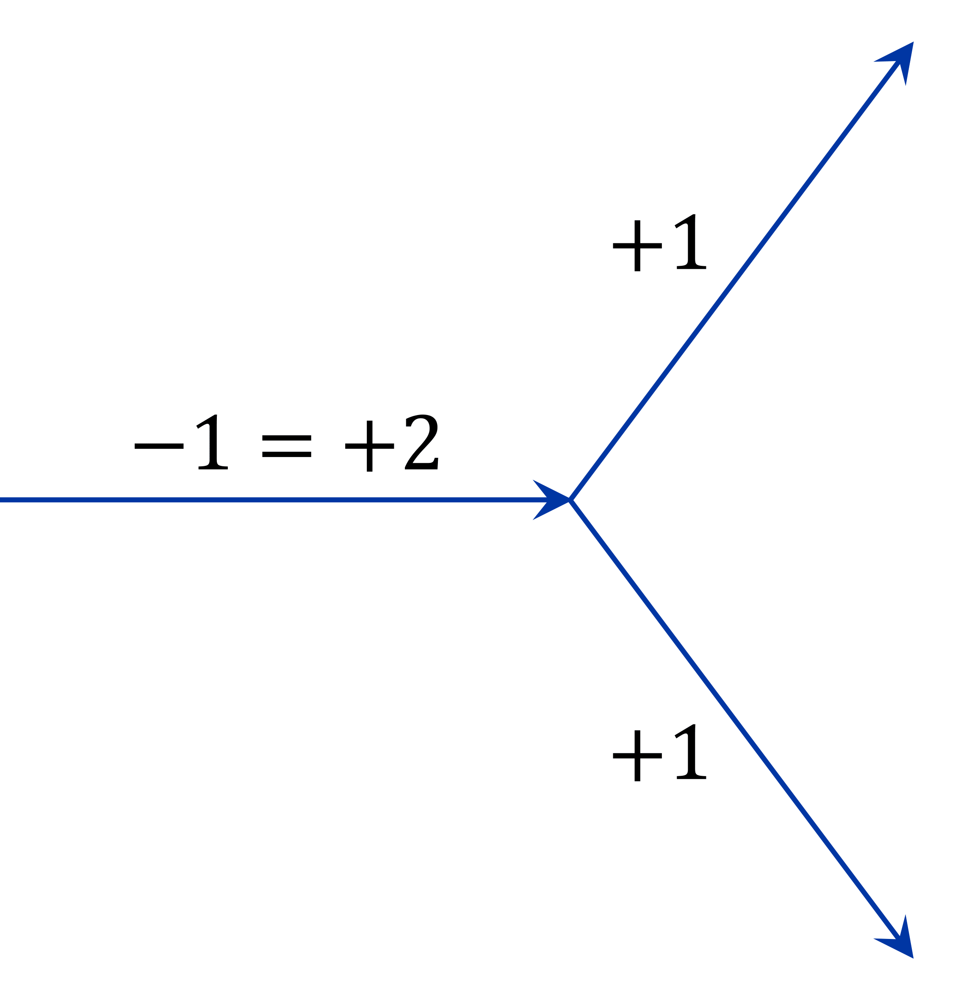 +1
−1 = +2
+1